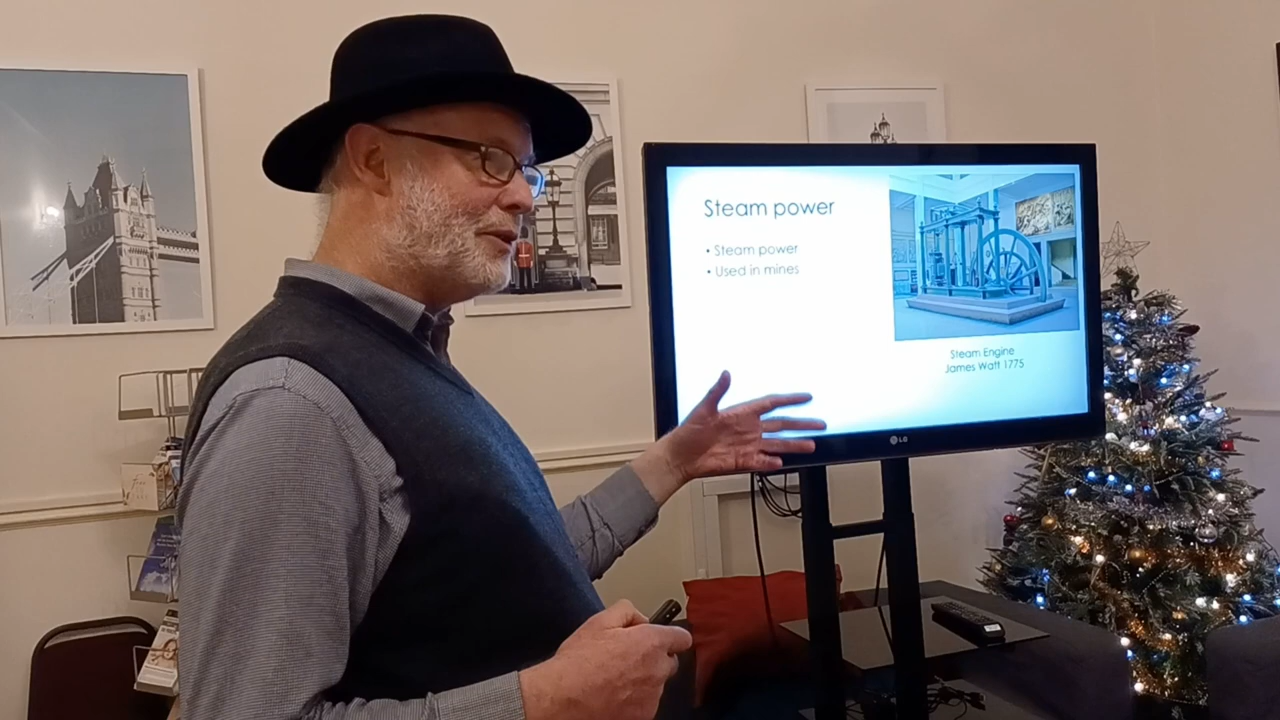 Steam power
• Steam power
• Used in mines
Steam Engine
James Watt 1775
LG